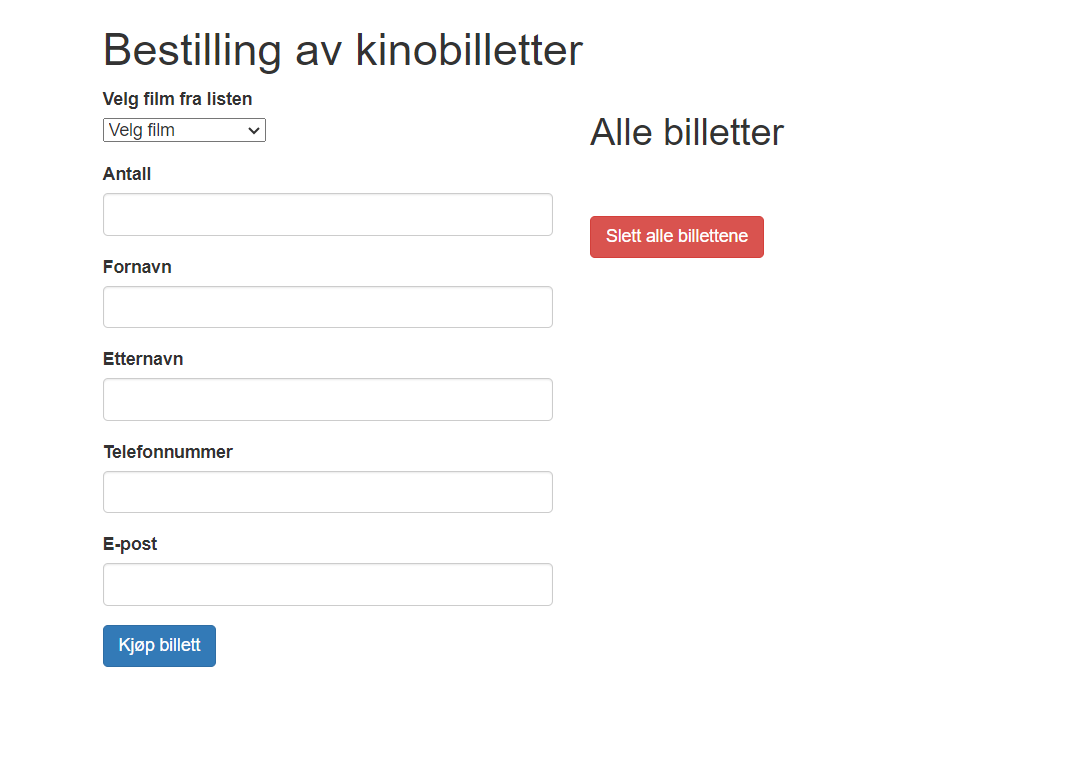 Bestilling av kinobilletter
Velg film fra listen
Velg film
Antall
Fornavn
Etternavn
Telefonnummer
E-post
Kjøp billett
Alle billetter
Slett alle billettene